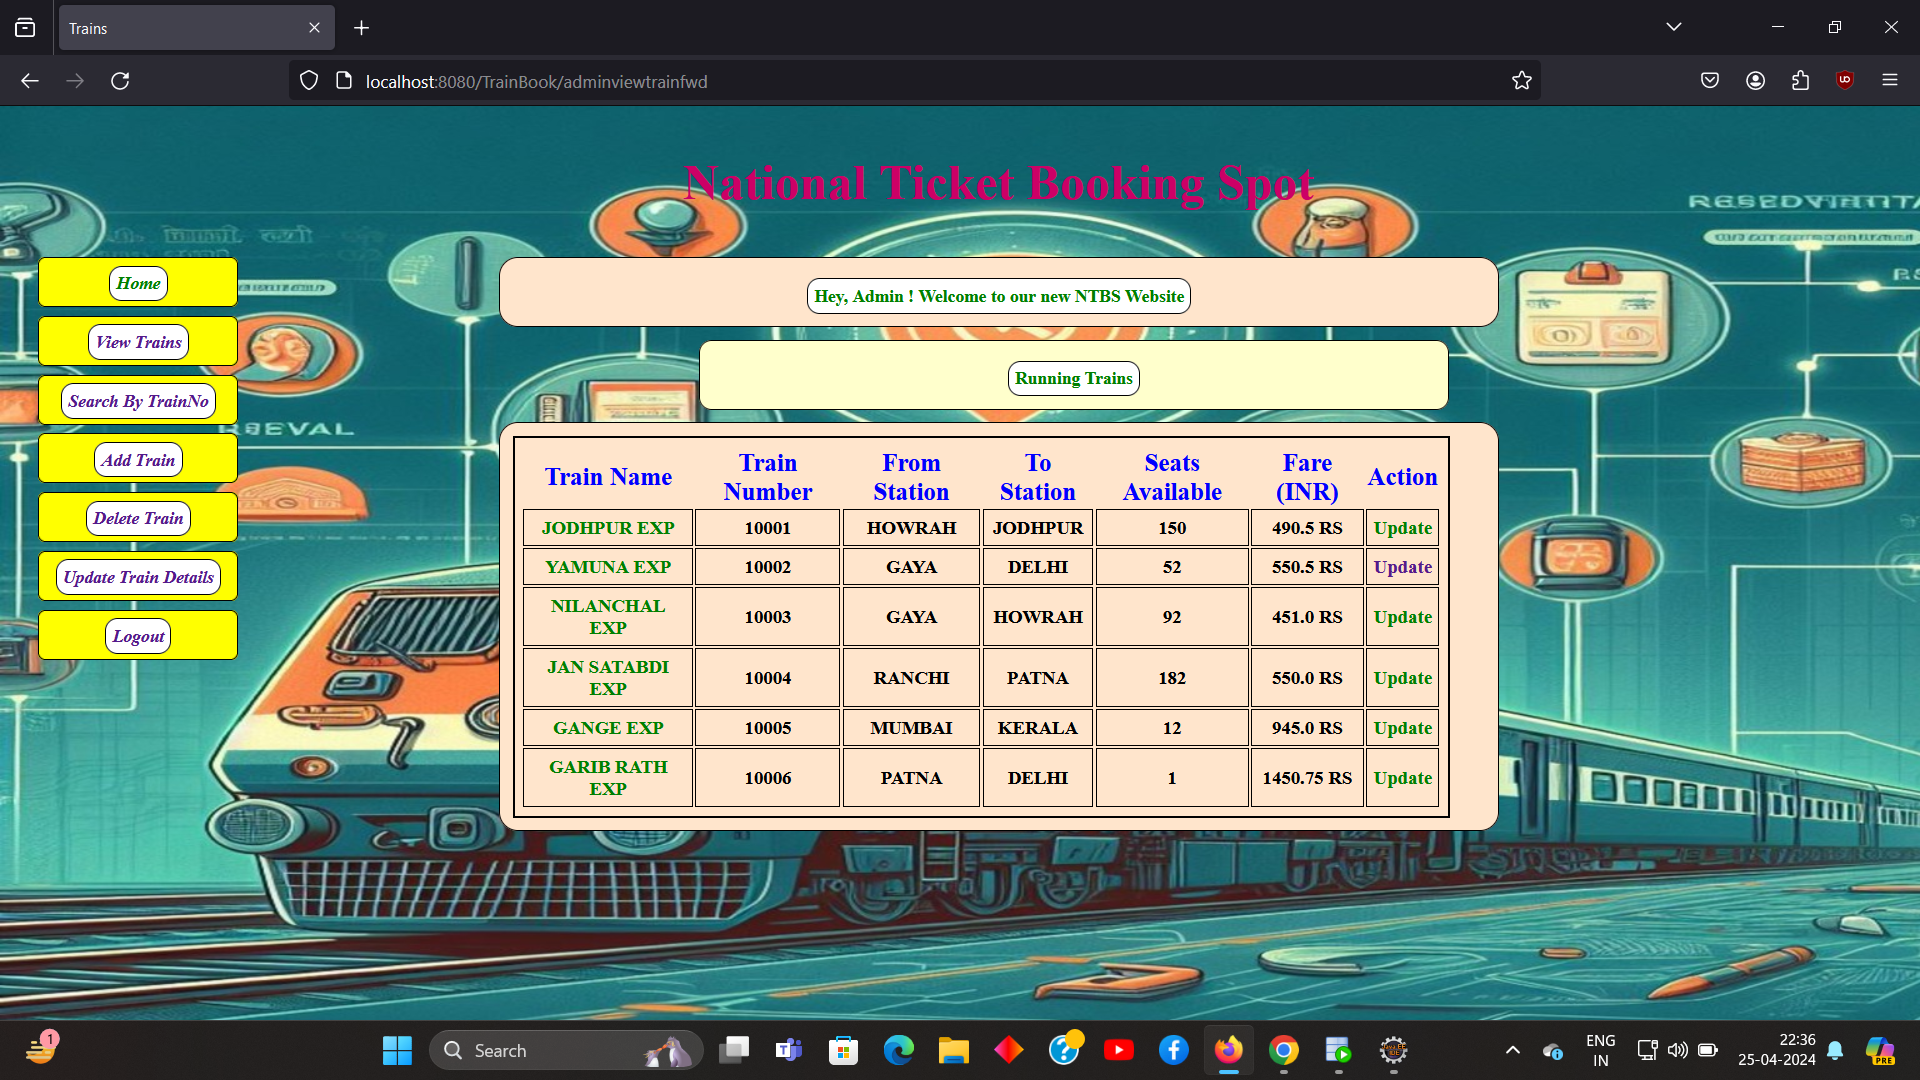 Trains
localhost:8080/TrainBook/adminviewtrainfwd
National Ticket Booking Spot
Home
View Trains
Search By TrainNo
Add Train
Delete Train
Update Train Details
Logout
Hey, Admin ! Welcome to our new NTBS Website
Running Trains
Train Name Train Number From Station To Station Seats Available Fare (INR) Action
JODHPUR EXP 10001 HOWRAH JODHPUR 150 490.5 RS Update
YAMUNA EXP 10002 GAYA DELHI 52 550.5 RS Update
NILANCHAL EXP 10003 GAYA HOWRAH 92 451.0 RS Update
JAN SATABDI EXP 10004 RANCHI PATNA 182 550.0 RS Update
GANGE EXP 10005 MUMBAI KERALA 12 945.0 RS Update
GARIB RATH EXP 10006 PATNA DELHI 1 1450.75 RS Update
RSEVAL
1
Search
ENG
IN
22:36
25-04-2024
PRE